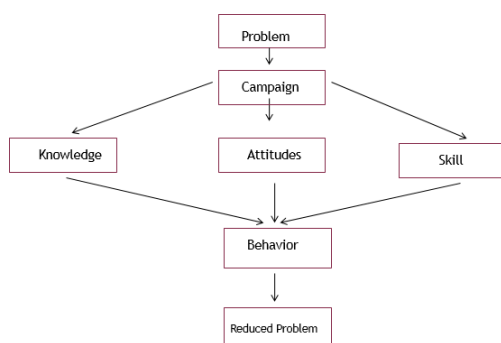 Problem
Campaign
Knowledge
Attitudes
Skill
Behavior
Reduced Problem